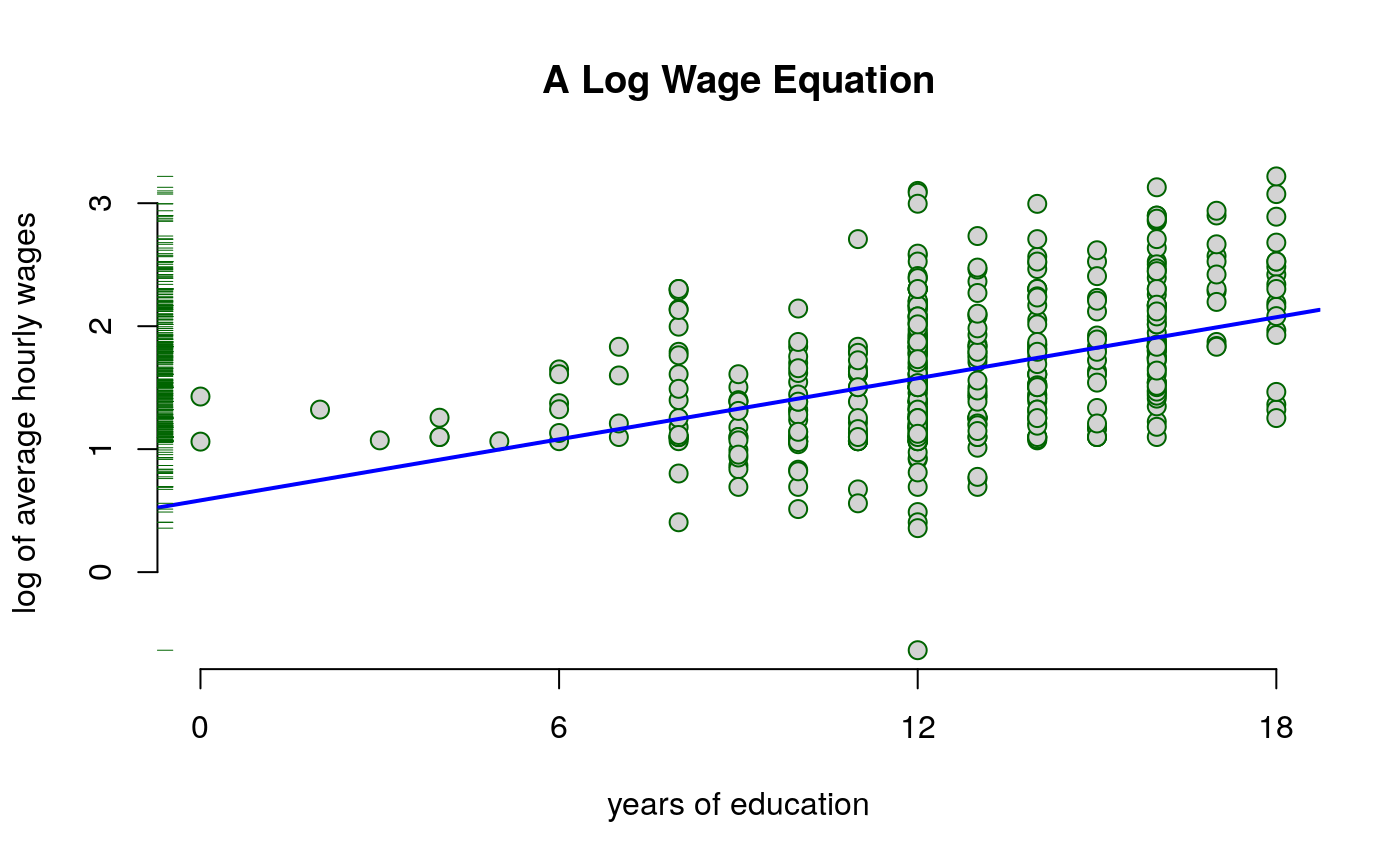 A Log Wage Equation
log of average hourly wages
3
2
1
0
0 6 12 18
years of education